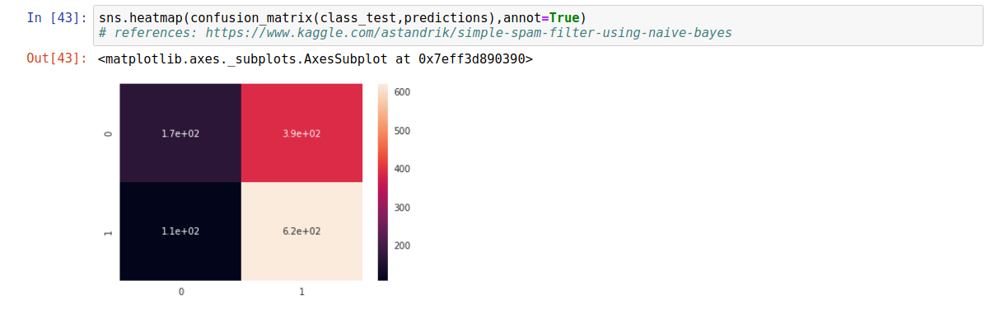 In [43]: sns.heatmap(confusion_matrix(class_test,predictions),annot=True)
# references: https://www.kaggle.com/astandrik/simple-spam-filter-using-naive-bayes
Out[43]: <matplotlib.axes._subplots.AxesSubplot at 0x7eff3d890390>
600
0 1.7e+02 3.9e+02
500
400
300
1 1.1e+02 6.2e+02
200
0 1